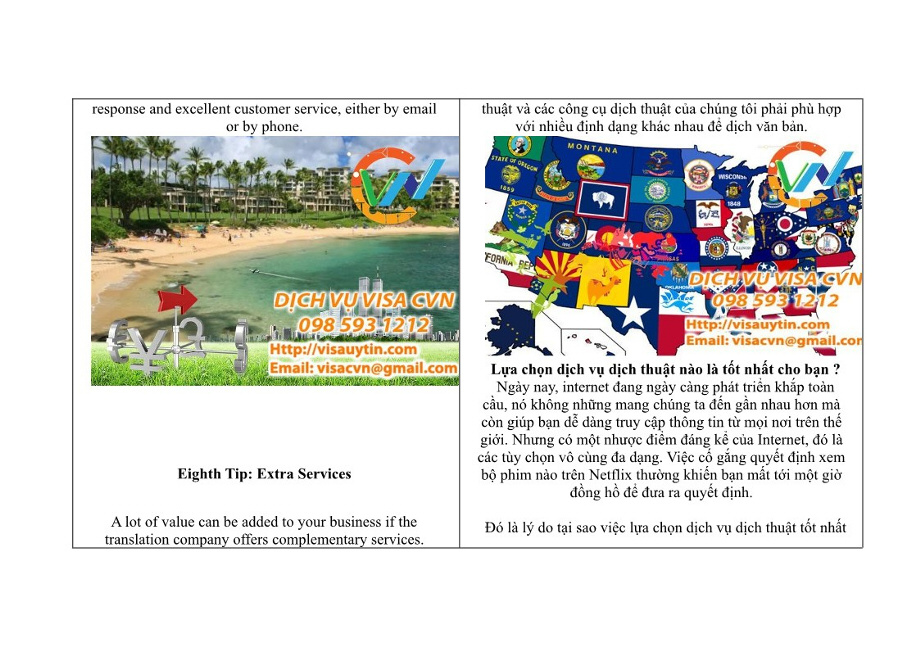 response and excellent customer service, either by email
or by phone.
CVN
DỊCH VỤ VISA CVN
098 593 1212
Http://visauytin.com
Email: visacvn@gmail.com
Eighth Tip: Extra Services
A lot of value can be added to your business if the
translation company offers complementary services.
thuật và các công cụ dịch thuật của chúng tôi phải phù hợp
với nhiều định dạng khác nhau để dịch văn bản.
MONTANA
STATE OF OREGON
1859
WISCONSIN
1848
CVN
DỊCH VỤ VISA CVN
098 593 1212
Http://visauytin.com
Email: visacvn@gmail.com
Lựa chọn dịch vụ dịch thuật nào là tốt nhất cho bạn ?
Ngày nay, internet đang ngày càng phát triển khắp toàn
cầu, nó không những mang chúng ta đến gần nhau hơn mà
còn giúp bạn dễ dàng truy cập thông tin từ mọi nơi trên thế
giới. Nhưng có một nhược điểm đáng kể của Internet, đó là
các tùy chọn vô cùng đa dạng. Việc cố gắng quyết định xem
bộ phim nào trên Netflix thường khiến bạn mất tới một giờ
đồng hồ để đưa ra quyết định.
Đó là lý do tại sao việc lựa chọn dịch vụ dịch thuật tốt nhất